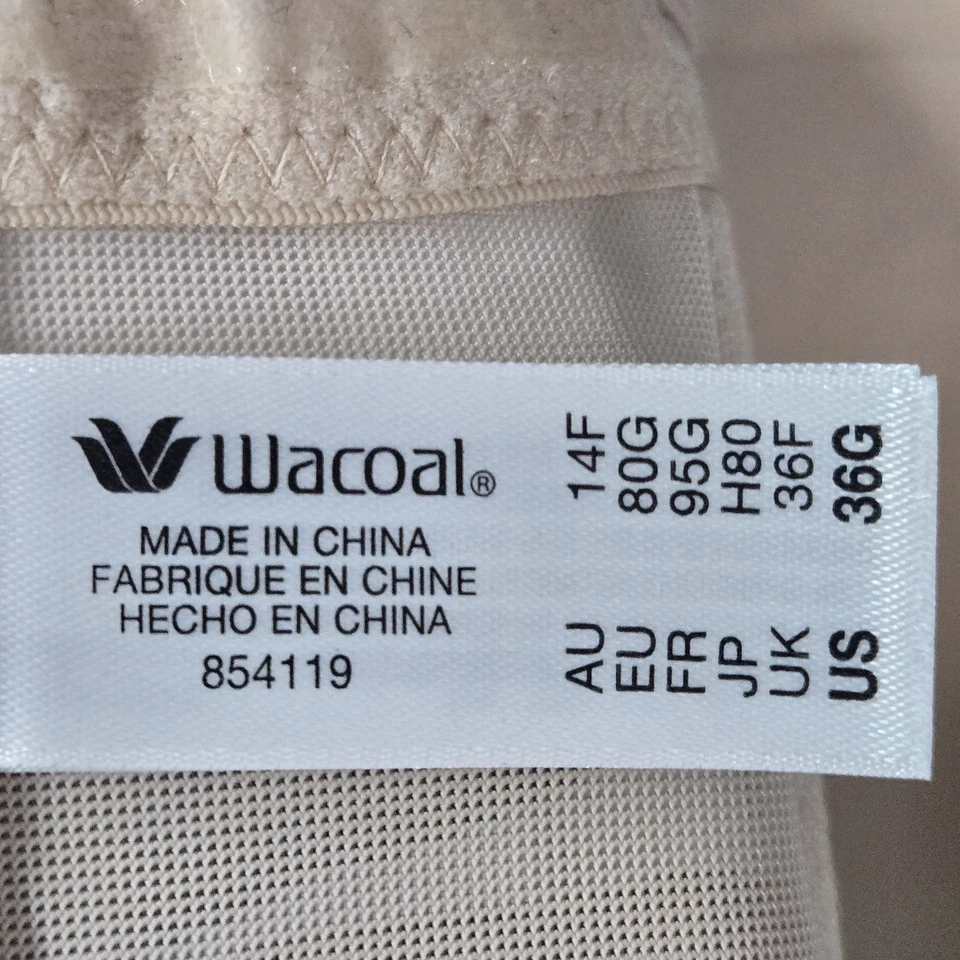 Wacoal®
MADE IN CHINA
FABRIQUE EN CHINE
HECHO EN CHINA
854119
AU 14F
EU 80G
FR 95G
JP H80
UK 36F
US 36G